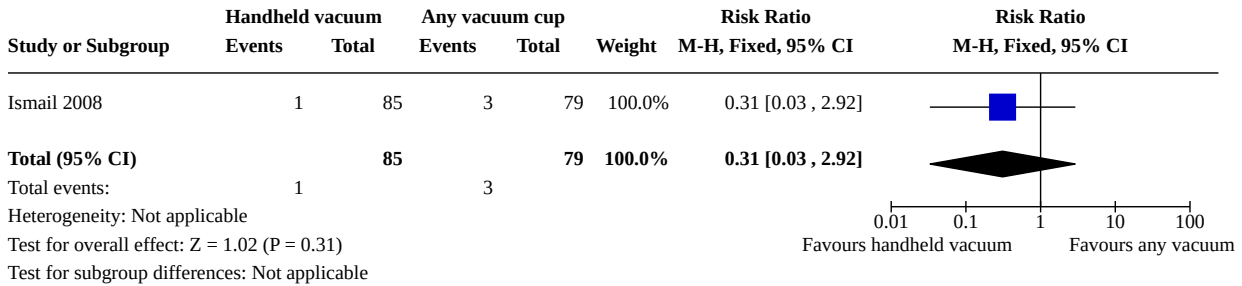 Handheld vacuum Any vacuum cup Risk Ratio Risk Ratio
Study or Subgroup Events Total Events Total Weight M-H, Fixed, 95% CI M-H, Fixed, 95% CI
Ismail 2008 1 85 3 79 100.0% 0.31 [0.03 , 2.92]
Total (95% CI) 85 79 100.0% 0.31 [0.03 , 2.92]
Total events: 1 3
Heterogeneity: Not applicable
0.01 0.1 1 10 100
Test for overall effect: Z = 1.02 (P = 0.31) Favours handheld vacuum Favours any vacuum
Test for subgroup differences: Not applicable